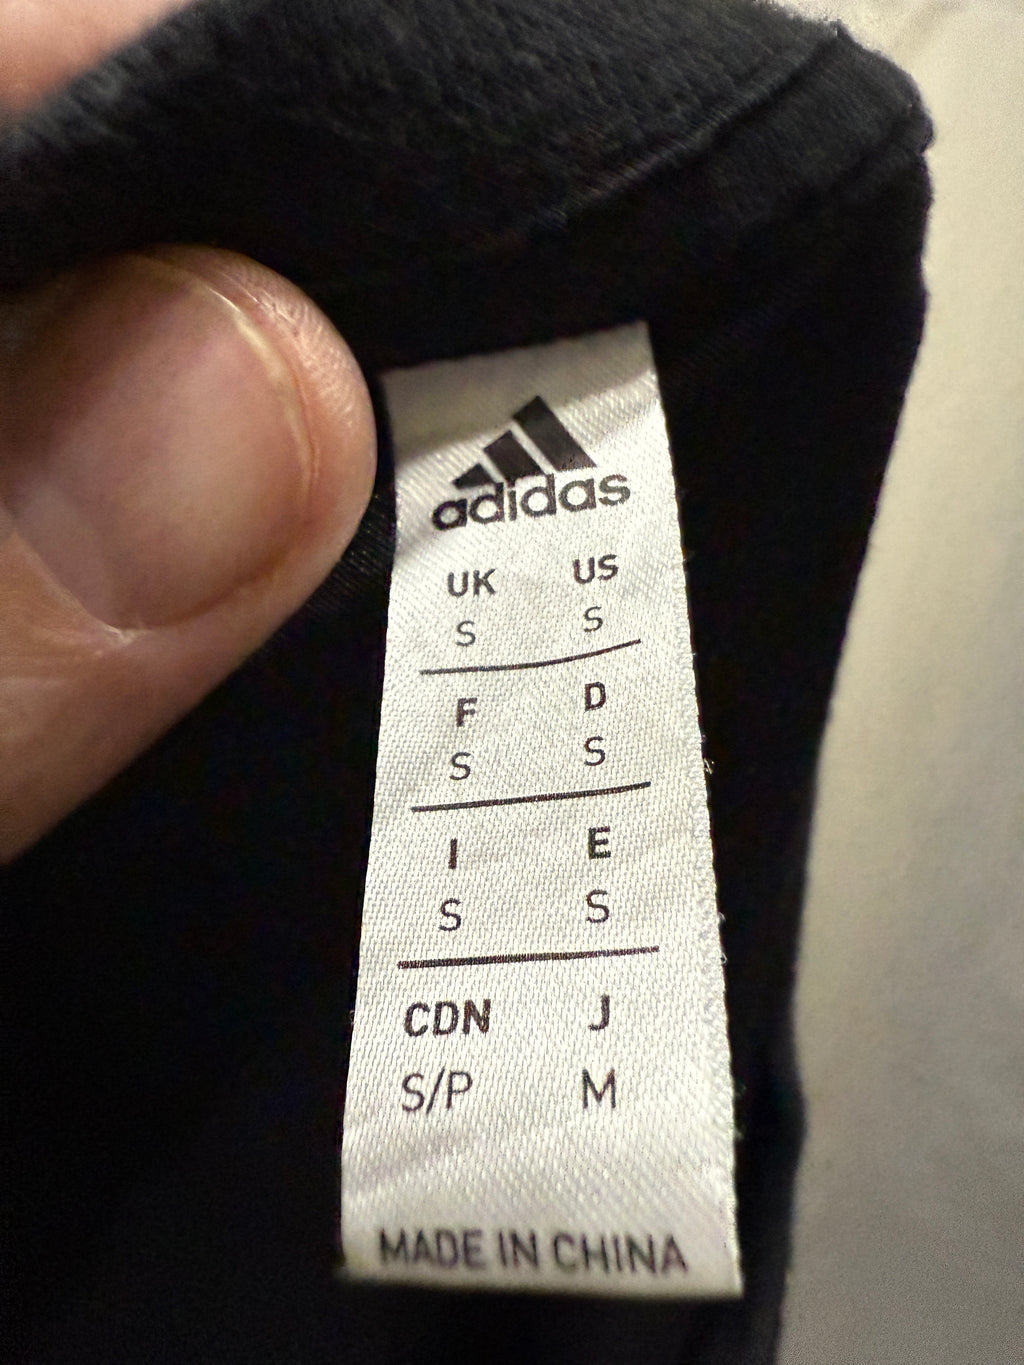 adidas
UK US
S S
F D
S S
I E
S S
CDN J
S/P M
MADE IN CHINA